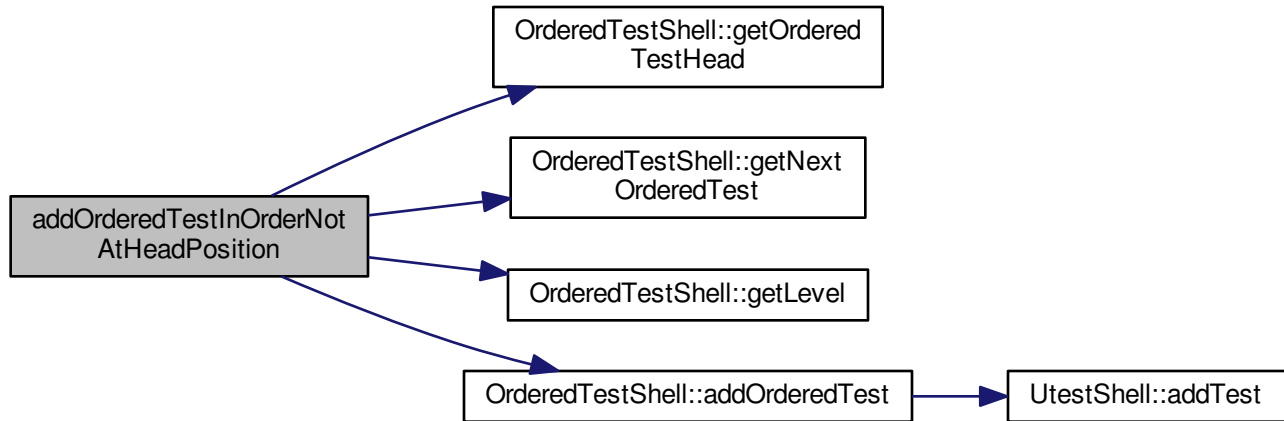 OrderedTestShell::getOrdered
TestHead
OrderedTestShell::getNext
OrderedTest
addOrderedTestInOrderNot
AtHeadPosition
OrderedTestShell::getLevel
OrderedTestShell::addOrderedTest
UtestShell::addTest